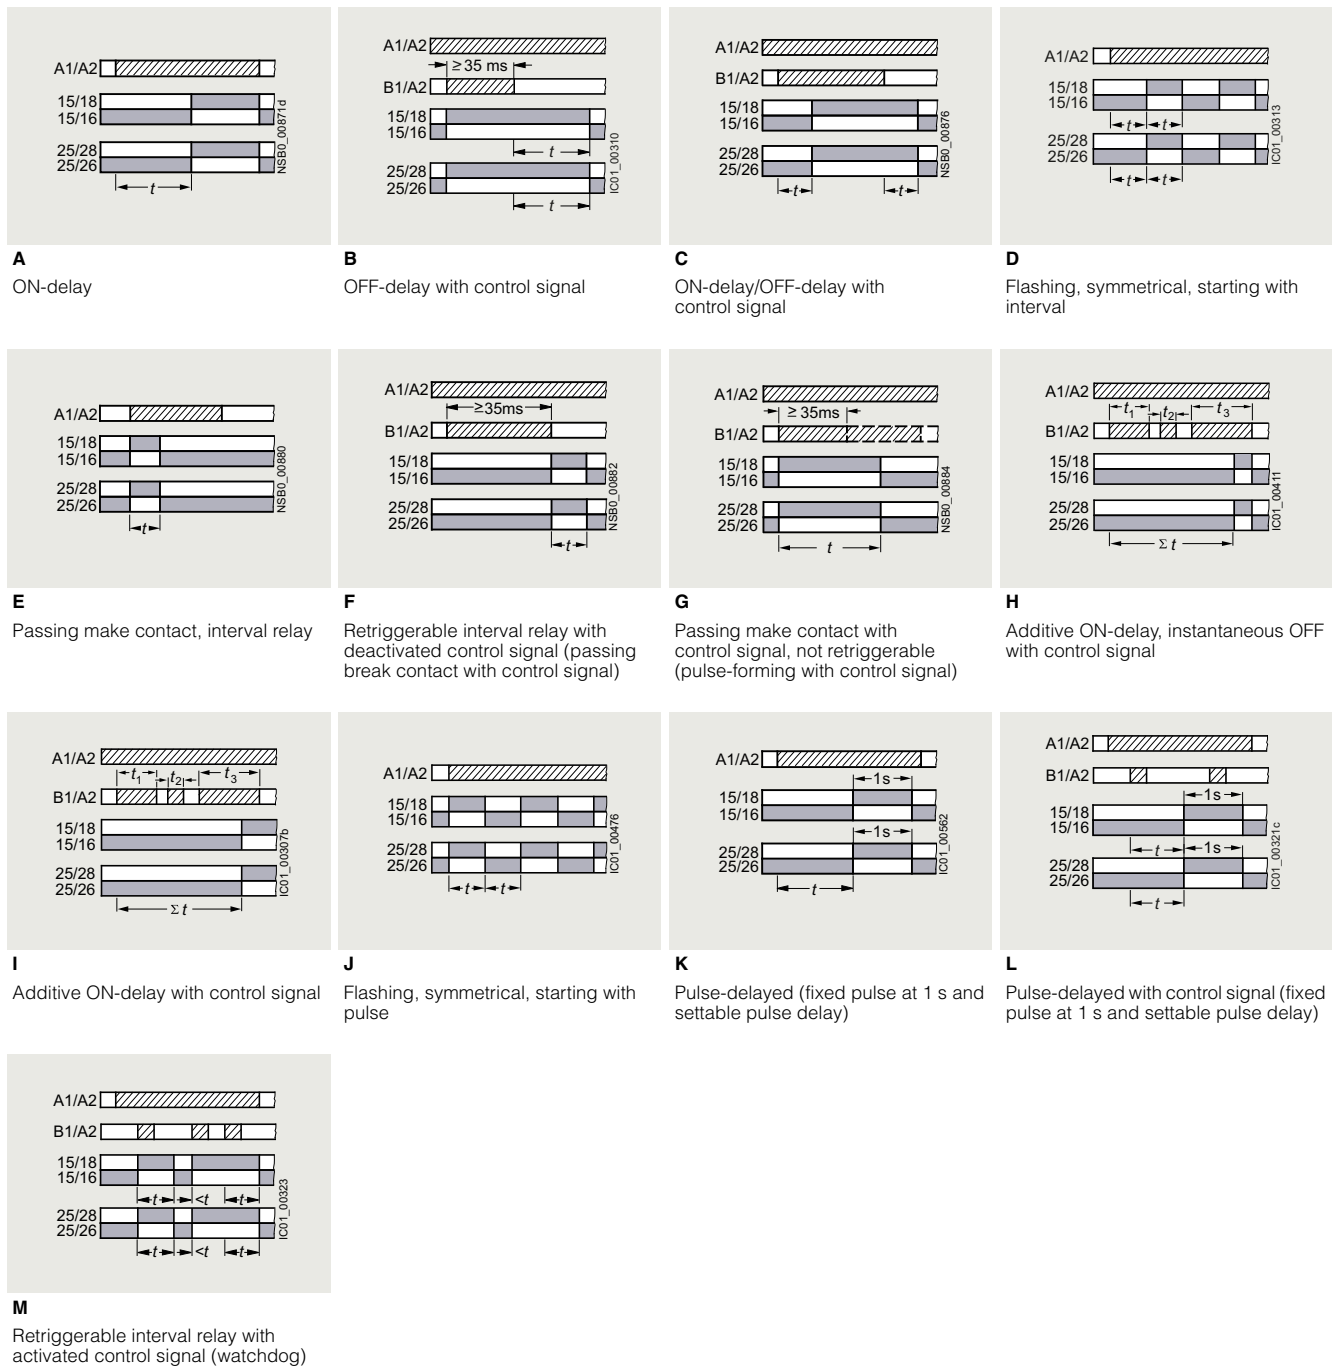 A1/A2
15/18
15/16
25/28
25/26
t
NSB0_00871d
A
ON-delay
A1/A2
≥35 ms
B1/A2
15/18
15/16
t
25/28
25/26
t
IC01_00310
B
OFF-delay with control signal
A1/A2
B1/A2
15/18
15/16
25/28
25/26
t t
NSB0_00876
C
ON-delay/OFF-delay with
control signal
A1/A2
15/18
15/16
t t
25/28
25/26
t t
IC01_00313
D
Flashing, symmetrical, starting with
interval
A1/A2
15/18
15/16
25/28
25/26
t
NSB0_00880
E
Passing make contact, interval relay
A1/A2
≥35ms
B1/A2
15/18
15/16
25/28
25/26
t
NSB0_00882
F
Retriggerable interval relay with
deactivated control signal (passing
break contact with control signal)
A1/A2
≥ 35ms
B1/A2
15/18
15/16
25/28
25/26
t
NSB0_00884
G
Passing make contact with
control signal, not retriggerable
(pulse-forming with control signal)
A1/A2
t1 t2 t3
B1/A2
15/18
15/16
25/28
25/26
Σ t
IC01_00411
H
Additive ON-delay, instantaneous OFF
with control signal
A1/A2
t1 t2 t3
B1/A2
15/18
15/16
25/28
25/26
Σ t
IC01_00307b
I
Additive ON-delay with control signal
A1/A2
15/18
15/16
25/28
25/26
t t
IC01_00476
J
Flashing, symmetrical, starting with
pulse
A1/A2
1s
15/18
15/16
1s
25/28
25/26
t
IC01_00562
K
Pulse-delayed (fixed pulse at 1 s and
settable pulse delay)
A1/A2
B1/A2
1s
15/18
15/16
t 1s
25/28
25/26
t
IC01_00321c
L
Pulse-delayed with control signal (fixed
pulse at 1 s and settable pulse delay)
A1/A2
B1/A2
15/18
15/16
t <t t
25/28
25/26
t <t t
IC01_00323
M
Retriggerable interval relay with
activated control signal (watchdog)